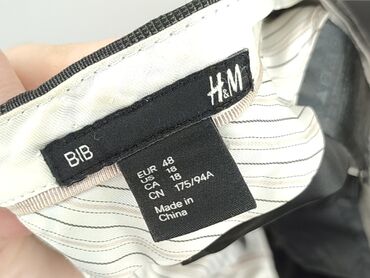 H&M
BIB
EUR 48
US 18
CA 18
CN 175/94A
Made in
China